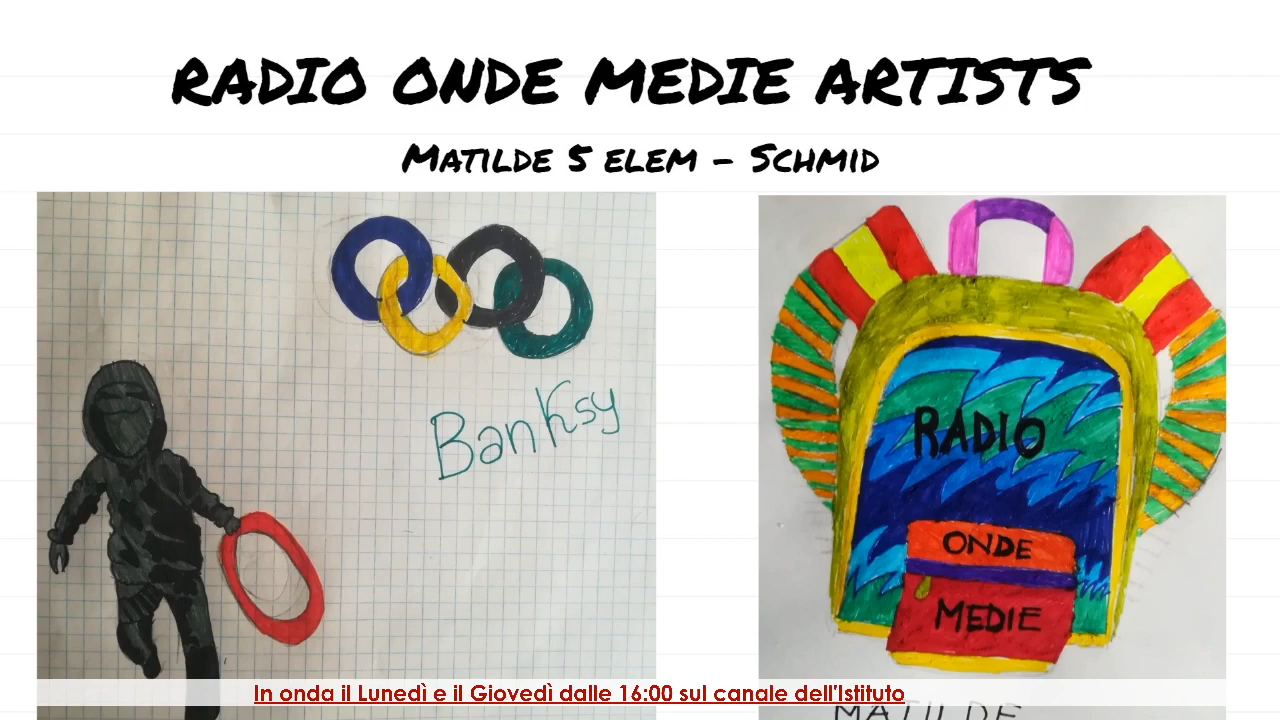 RADIO ONDE MEDIE ARTISTS
MATILDE 5 ELEM - SCHMID
Banksy
RADIO
ONDE
MEDIE
MATILDE
In onda il Lunedì e il Giovedì dalle 16:00 sul canale dell'Istituto